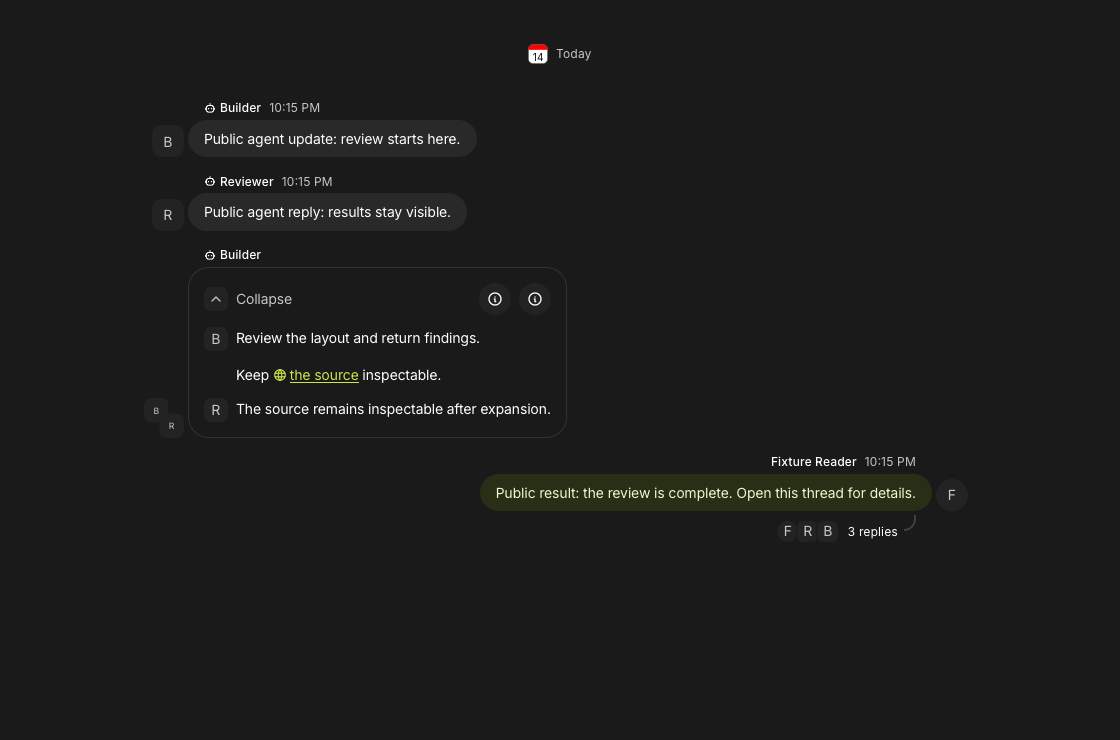 14 Today
Builder 10:15 PM
B Public agent update: review starts here.
Reviewer 10:15 PM
R Public agent reply: results stay visible.
Builder
Collapse
B Review the layout and return findings.
Keep the source inspectable.
R The source remains inspectable after expansion.
B
R
Fixture Reader 10:15 PM
Public result: the review is complete. Open this thread for details. F
F R B 3 replies